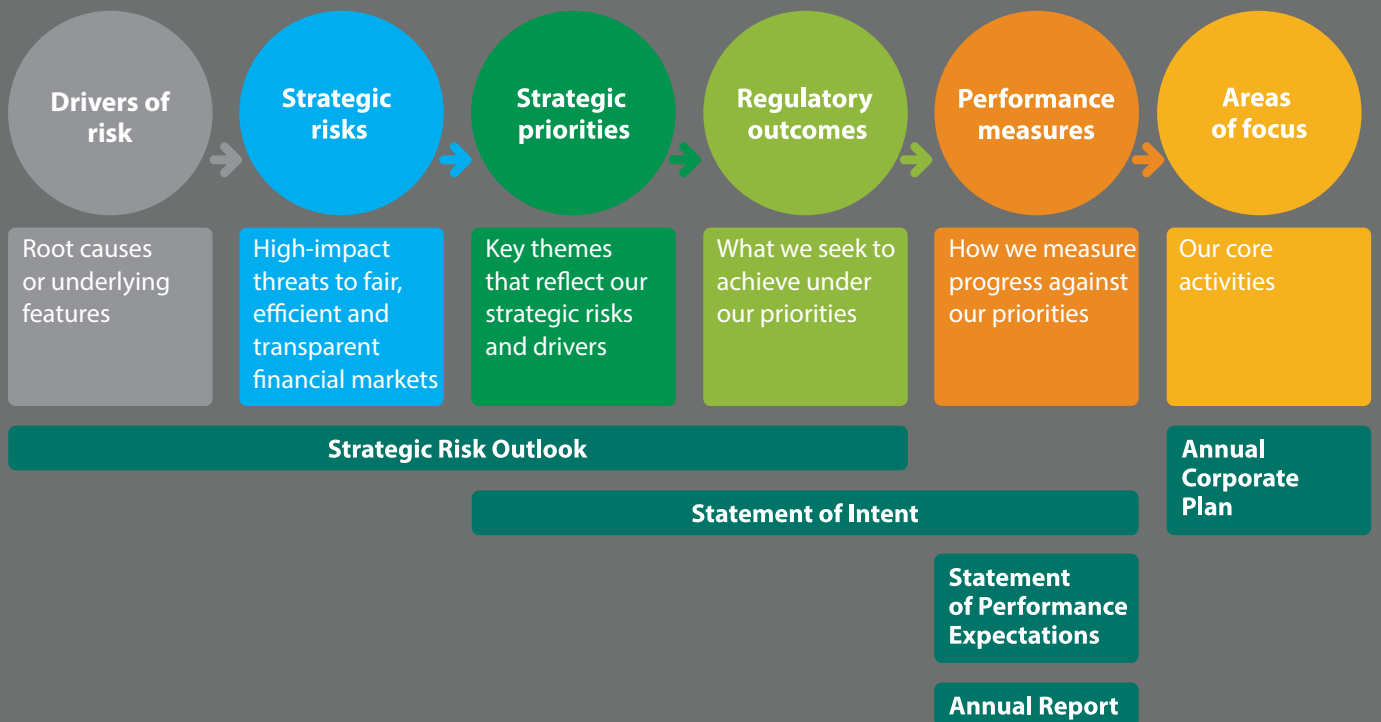 Drivers of
risk
Strategic
risks
Strategic
priorities
Regulatory
outcomes
Performance
measures
Areas
of focus
Root causes
or underlying
features
High-impact
threats to fair,
efficient and
transparent
financial markets
Key themes
that reflect our
strategic risks
and drivers
What we seek to
achieve under
our priorities
How we measure
progress against
our priorities
Our core
activities
Strategic Risk Outlook
Annual
Corporate
Plan
Statement of Intent
Statement
of Performance
Expectations
Annual Report